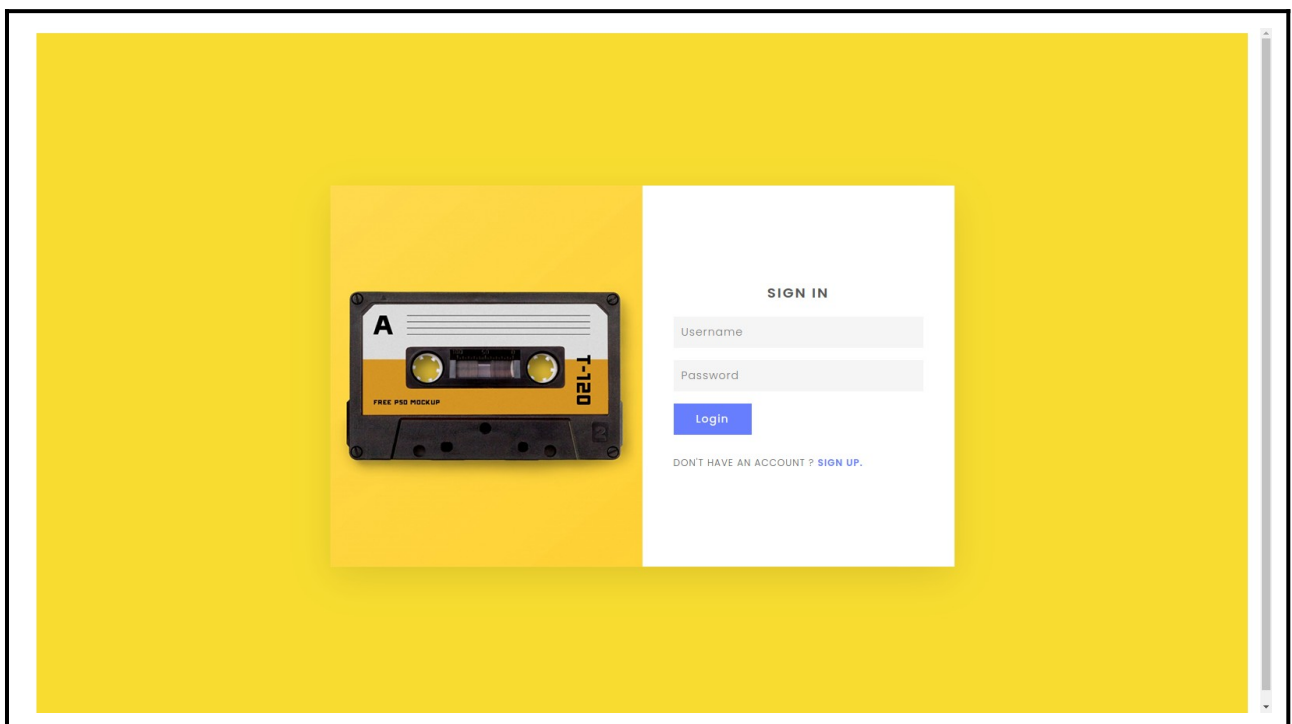 A
T-120
FREE PSD MOCKUP
SIGN IN
Username
Password
Login
DON'T HAVE AN ACCOUNT ? SIGN UP.